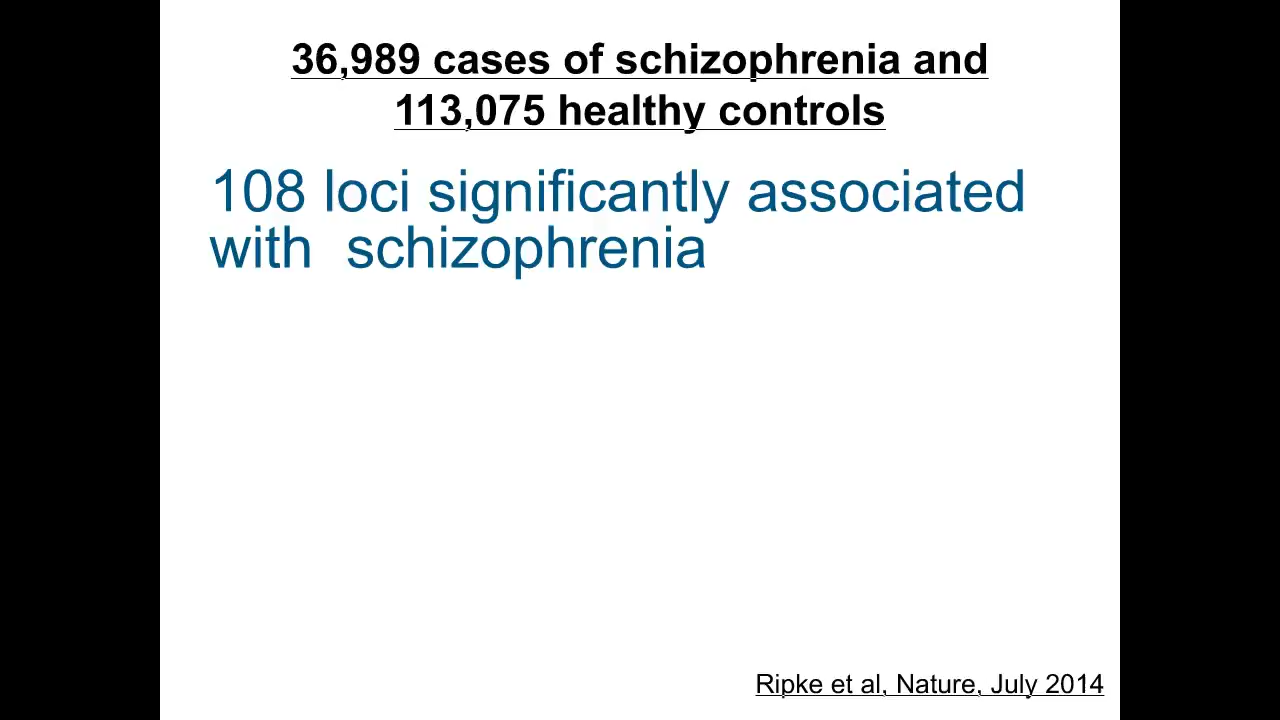 36,989 cases of schizophrenia and
113,075 healthy controls
108 loci significantly associated
with  schizophrenia
Ripke et al, Nature, July 2014